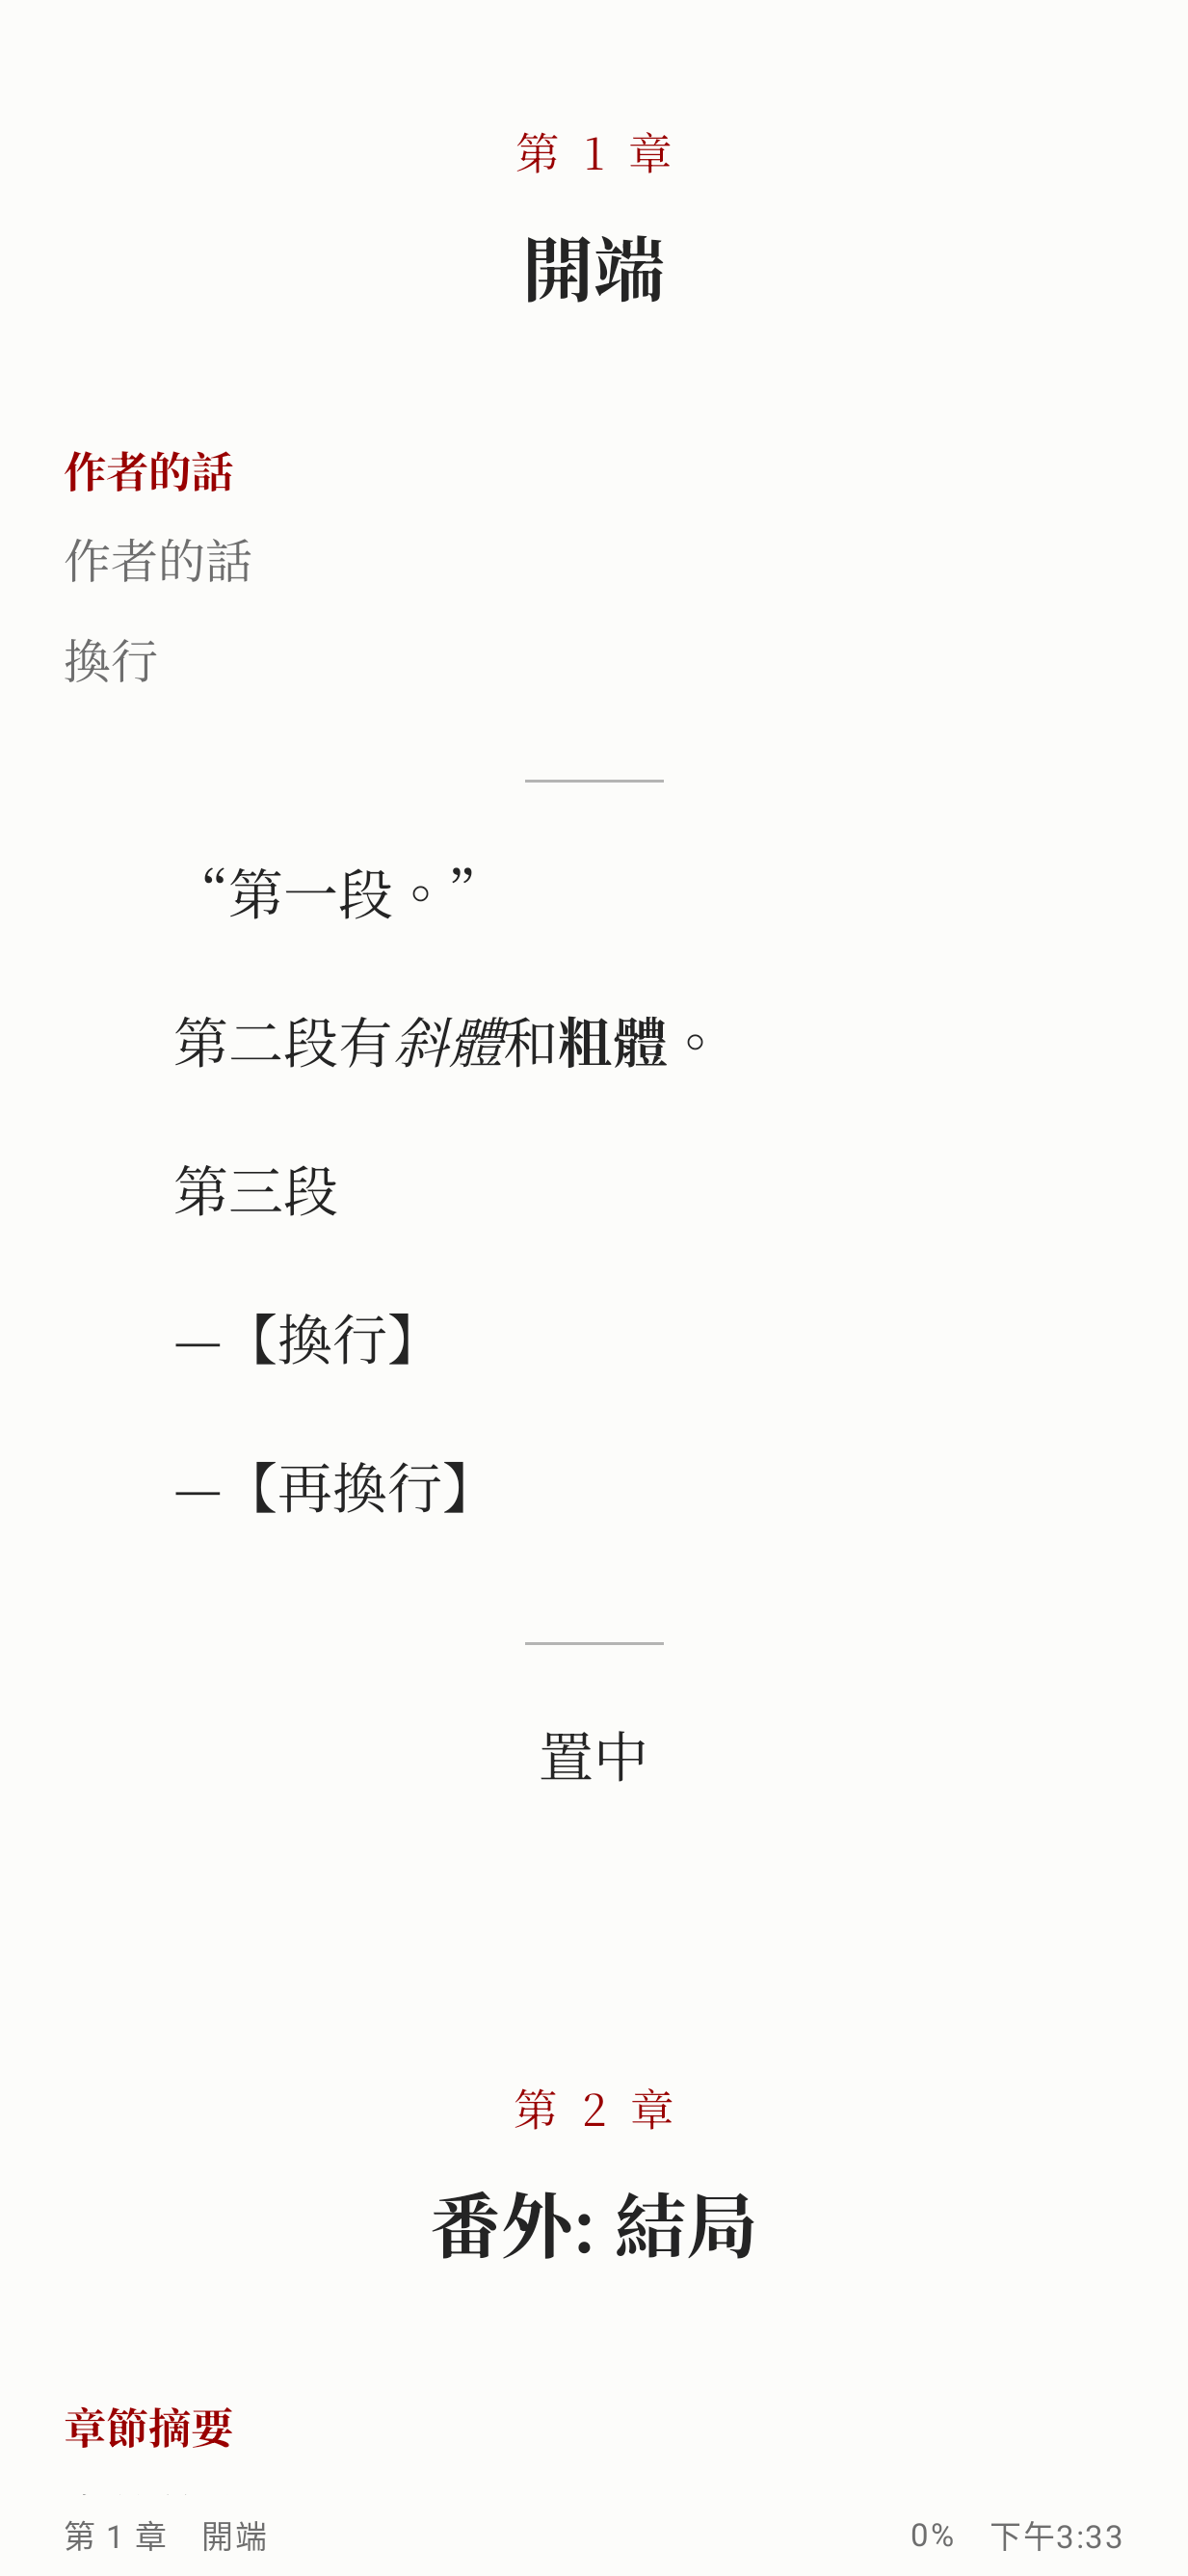 第 1 章
開端
作者的話
作者的話
換行
“第一段。”
第二段有斜體和粗體。
第三段
—【換行】
—【再換行】
置中
第 2 章
番外: 結局
章節摘要
第 1 章　開端
0%　下午3:33